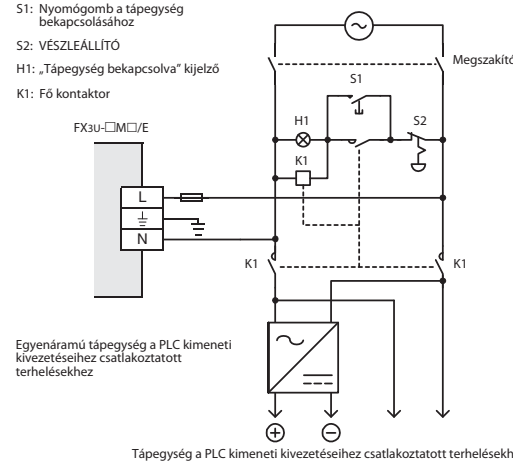 S1: Nyomógomb a tápegység
bekapcsolásához
S2: VÉSZLEÁLLÍTÓ
H1: „Tápegység bekapcsolva” kijelző
K1: Fő kontaktor
Megszakító
S1
H1
S2
K1
FX3U-□M□/E
L
N
K1
K1
Egyenáramú tápegység a PLC kimeneti
kivezetéseihez csatlakoztatott
terhelésekhez
Tápegység a PLC kimeneti kivezetéseihez csatlakoztatott terhelésekh